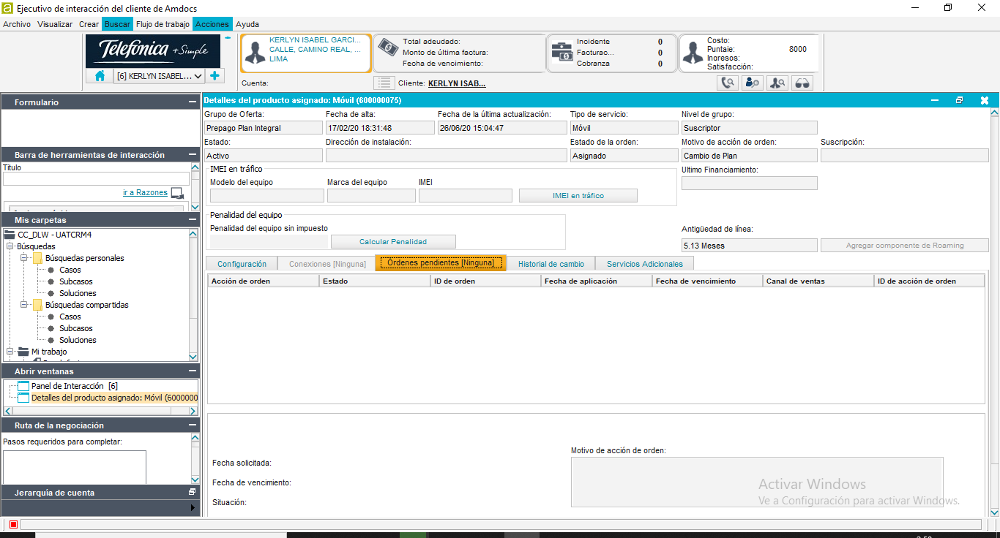 Ejecutivo de interacción del cliente de Amdocs
Archivo Visualizar Crear Buscar Flujo de trabajo Acciones Ayuda
Telefónica +Simple
[6] KERLYN ISABEL...
KERLYN ISABEL GARCI...
CALLE, CAMINO REAL, ...
LIMA
Total adeudado:
Monto de última factura:
Fecha de vencimiento:
Incidente 0
Facturac... 0
Cobranza 0
Costo:
Puntaie: 8000
Inqresos:
Satisfacción:
Cuenta:
Cliente: KERLYN ISAB...
Formulario
Barra de herramientas de interacción
Título
ir a Razones
Mis carpetas
CC_DLW - UATCRM4
Búsquedas
Búsquedas personales
Casos
Subcasos
Soluciones
Búsquedas compartidas
Casos
Subcasos
Soluciones
Mi trabajo
Abrir ventanas
Panel de Interacción [6]
Detalles del producto asignado: Móvil (6000000
Ruta de la negociación
Pasos requeridos para completar:
Jerarquía de cuenta
Detalles del producto asignado: Móvil (600000075)
Grupo de Oferta: Fecha de alta: Fecha de la última actualización: Tipo de servicio: Nivel de grupo:
Prepago Plan Integral 17/02/20 18:31:48 26/06/20 15:04:47 Móvil Suscriptor
Estado: Dirección de instalación: Estado de la orden: Motivo de acción de orden: Suscripción:
Activo Asignado Cambio de Plan
IMEI en tráfico Ultimo Financiamiento:
Modelo del equipo Marca del equipo IMEI
IMEI en tráfico
Penalidad del equipo
Penalidad del equipo sin impuesto Antigüedad de línea:
Calcular Penalidad 5.13 Meses Agregar componente de Roaming
Configuración Conexiones [Ninguna] Órdenes pendientes [Ninguna] Historial de cambio Servicios Adicionales
Acción de orden Estado ID de orden Fecha de aplicación Fecha de vencimiento Canal de ventas ID de acción de orden
Motivo de acción de orden:
Fecha solicitada:
Fecha de vencimiento:
Situación:
Activar Windows
Ve a Configuración para activar Windows.